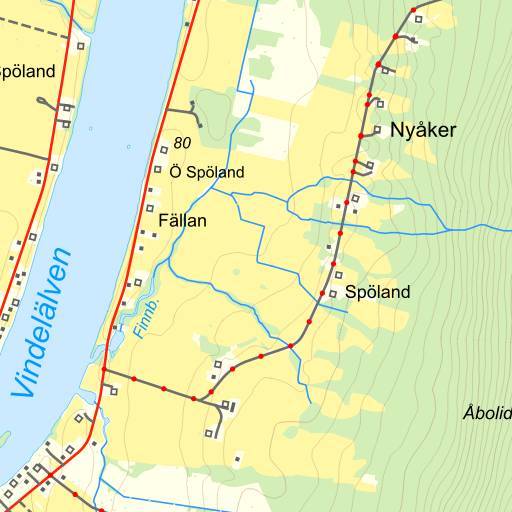 Spöland
80
Nyåker
Ö Spöland
Fällan
Vindelälven
Finnb.
Spöland
Åbolid